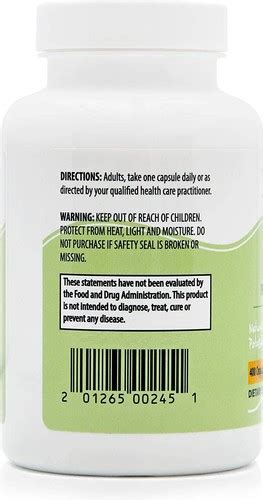 DIRECTIONS: Adults, take one capsule daily or as
directed by your qualified health care practitioner.
WARNING: KEEP OUT OF REACH OF CHILDREN.
PROTECT FROM HEAT, LIGHT AND MOISTURE. DO
NOT PURCHASE IF SAFETY SEAL IS BROKEN OR
MISSING.
These statements have not been evaluated by
the Food and Drug Administration. This product
is not intended to diagnose, treat, cure or
prevent any disease.
2 01265 00245 1